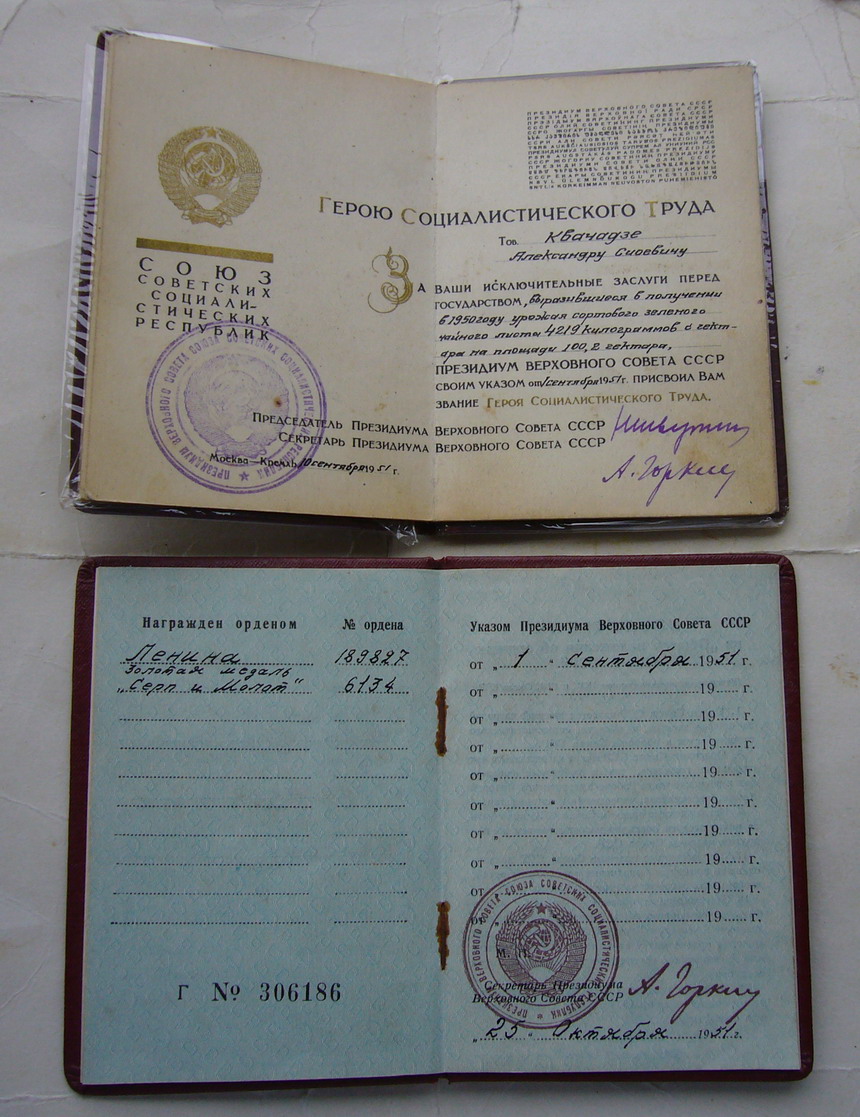 СОЮЗ
СОВЕТСКИХ
СОЦИАЛИ-
СТИЧЕСКИХ
РЕСПУБЛИК
ПРЕЗИДИУМ ВЕРХОВНОГО СОВЕТА СССР
ГЕРОЮ СОЦИАЛИСТИЧЕСКОГО ТРУДА
Тов. Квачадзе
Александру
ЗА ВАШИ ИСКЛЮЧИТЕЛЬНЫЕ ЗАСЛУГИ ПЕРЕД
ГОСУДАРСТВОМ, выразившиеся в получении
в 1950 году урожая сортового зеленого
чайного листа 4219 килограммов с гект-
ара на площади 100,2 гектара,
ПРЕЗИДИУМ ВЕРХОВНОГО СОВЕТА СССР
СВОИМ УКАЗОМ от 1 сентября 1951 г. ПРИСВОИЛ ВАМ
ЗВАНИЕ ГЕРОЯ СОЦИАЛИСТИЧЕСКОГО ТРУДА.
ПРЕДСЕДАТЕЛЬ ПРЕЗИДИУМА ВЕРХОВНОГО СОВЕТА СССР
СЕКРЕТАРЬ ПРЕЗИДИУМА ВЕРХОВНОГО СОВЕТА СССР А. Горкин
Москва—Кремль 10 сентября 1951 г.
Награжден орденом № ордена
Ленина 189827
Золотая медаль
„Серп и Молот" 6134
Г № 306186
Указом Президиума Верховного Совета СССР
от „ 1 “ сентября 1951 г.
от „ “ 19 г.
от „ “ 19 г.
от „ “ 19 г.
от „ “ 19 г.
от „ “ 19 г.
от „ “ 19 г.
от „ “ 19 г.
от „ “ 19 г.
от „ “ 19 г.
М. П.
Секретарь Президиума
Верховного Совета СССР А. Горкин
„ 25 “ Октября 1951 г.